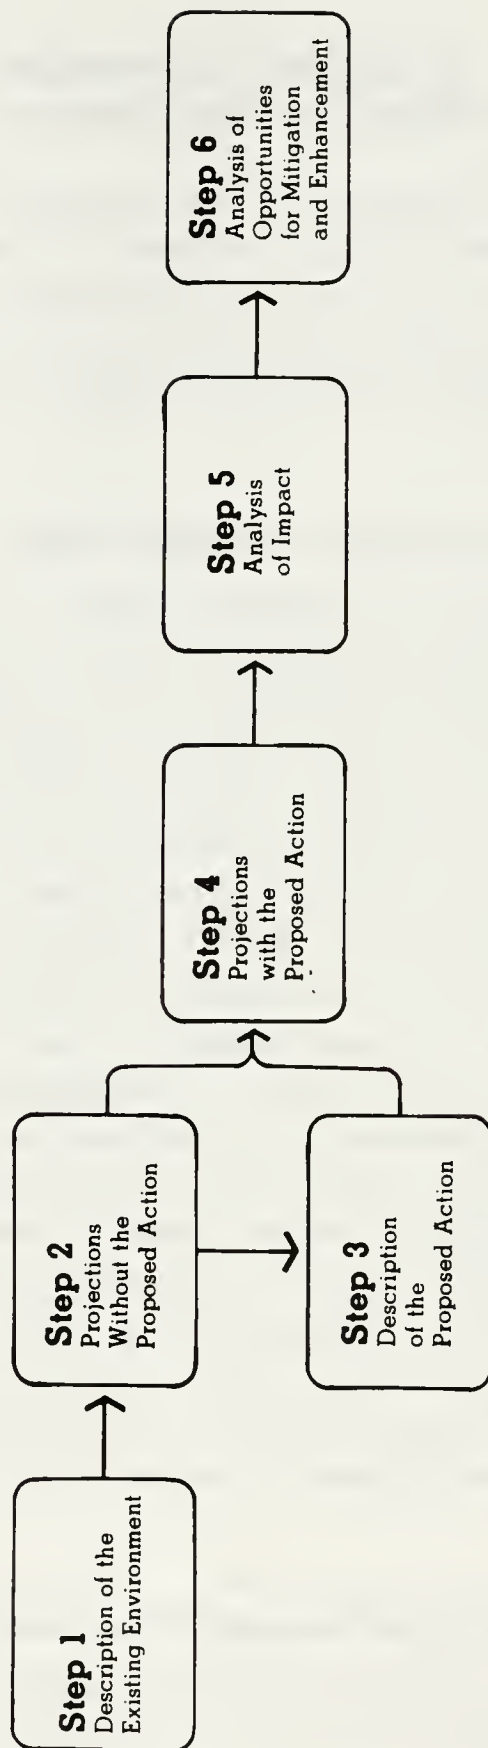 Step 1
Description of the
Existing Environment
Step 2
Projections
Without the
Proposed Action
Step 3
Description
of the
Proposed Action
Step 4
Projections
with the
Proposed Action
Step 5
Analysis
of Impact
Step 6
Analysis of
Opportunities
for Mitigation
and Enhancement